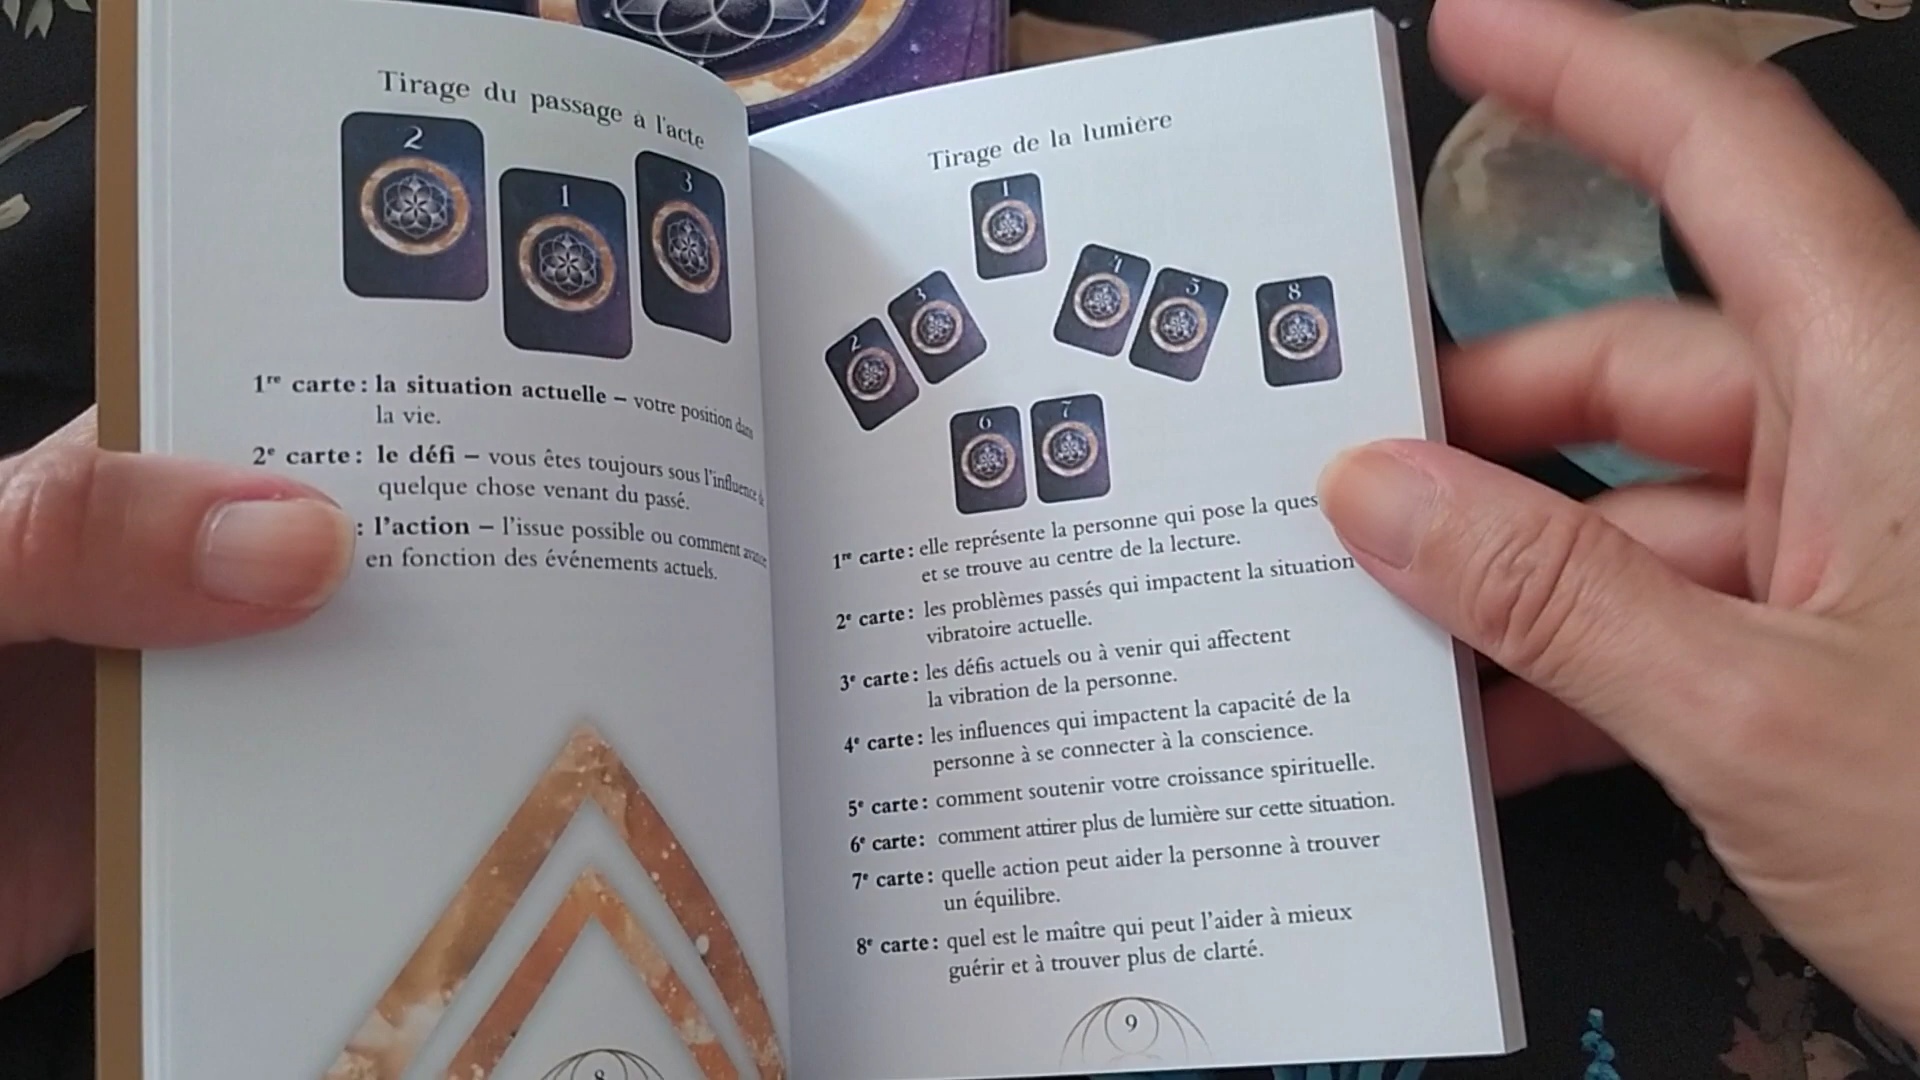 Tirage du passage à l'acte
2
1
3
1re carte : la situation actuelle – votre position dans
la vie.
2e carte : le défi – vous êtes toujours sous l'influence
quelque chose venant du passé.
: l'action – l'issue possible ou comment
en fonction des événements actuels.
8
Tirage de la lumière
1
2
3
4
5
8
6
7
1re carte : elle représente la personne qui pose la ques
et se trouve au centre de la lecture.
2e carte : les problèmes passés qui impactent la situation
vibratoire actuelle.
3e carte : les défis actuels ou à venir qui affectent
la vibration de la personne.
4e carte : les influences qui impactent la capacité de la
personne à se connecter à la conscience.
5e carte : comment soutenir votre croissance spirituelle.
6e carte : comment attirer plus de lumière sur cette situation.
7e carte : quelle action peut aider la personne à trouver
un équilibre.
8e carte : quel est le maître qui peut l'aider à mieux
guérir et à trouver plus de clarté.
9